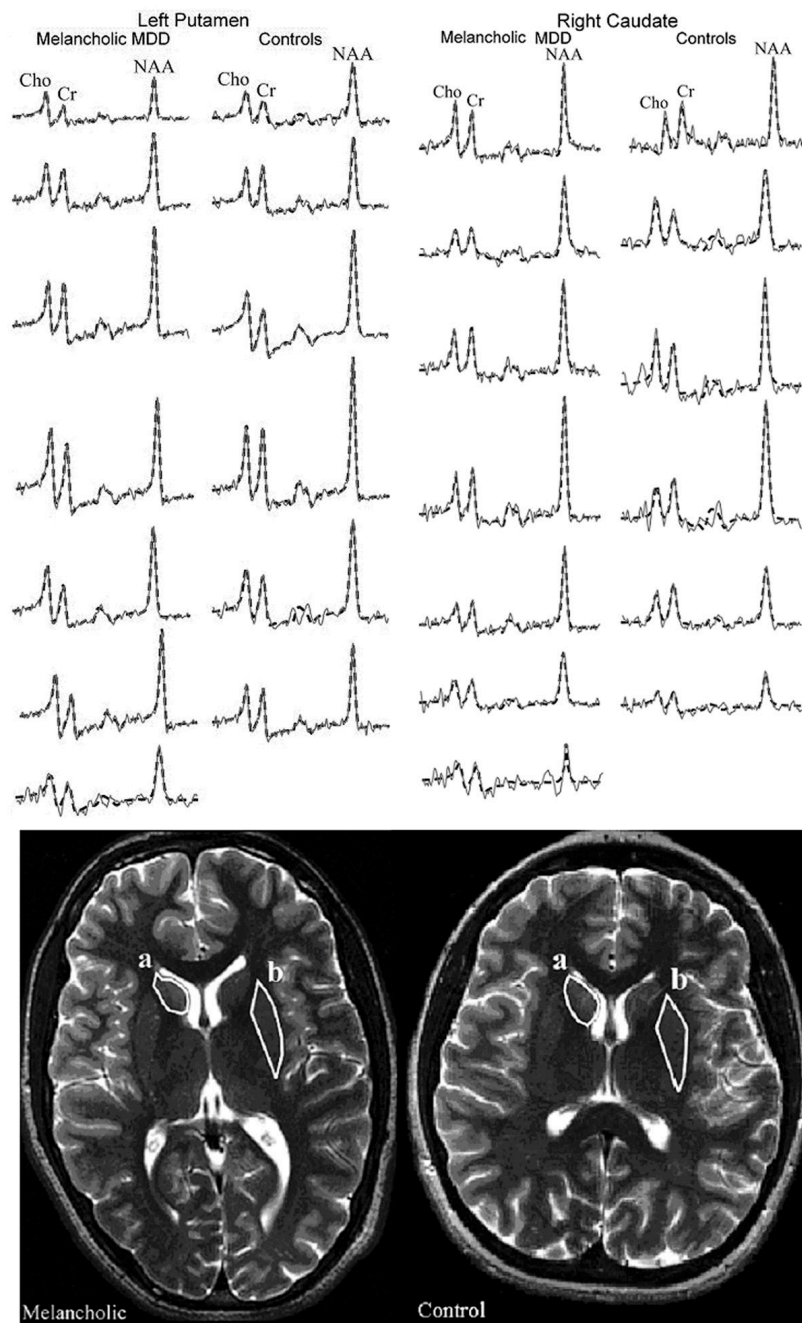 Left Putamen
Right Caudate
Melancholic MDD
Controls
Melancholic MDD
Controls
Cho
Cr
NAA
Cho
Cr
NAA
Cho
Cr
NAA
Cho
Cr
NAA
a
b
a
b
Melancholic
Control